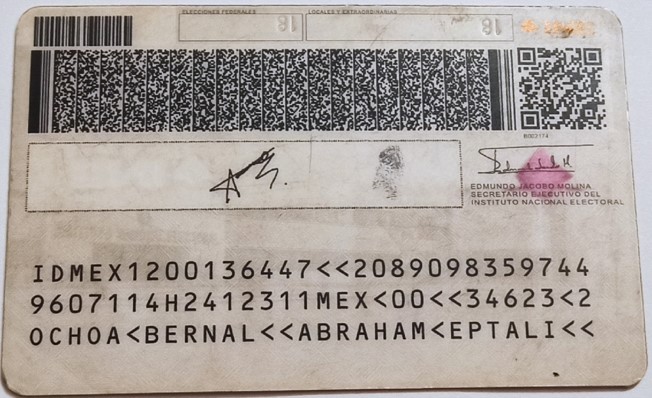 ELECCIONES FEDERALES
LOCALES Y EXTRAORDINARIAS
18
18
EDMUNDO JACOBO MOLINA
SECRETARIO EJECUTIVO DEL
INSTITUTO NACIONAL ELECTORAL
IDMEX1200136447<<2089098359744
9607114H2412311MEX<00<<34623<2
OCHOA<BERNAL<<ABRAHAM<EPTALI<<